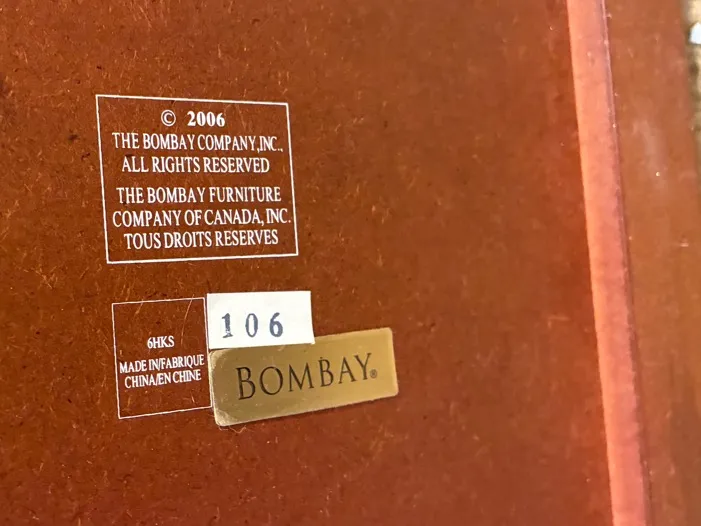 © 2006
THE BOMBAY COMPANY,INC.,
ALL RIGHTS RESERVED
THE BOMBAY FURNITURE
COMPANY OF CANADA, INC.
TOUS DROITS RESERVES
6HKS
MADE IN/FABRIQUE
CHINA/EN CHINE
106
BOMBAY®